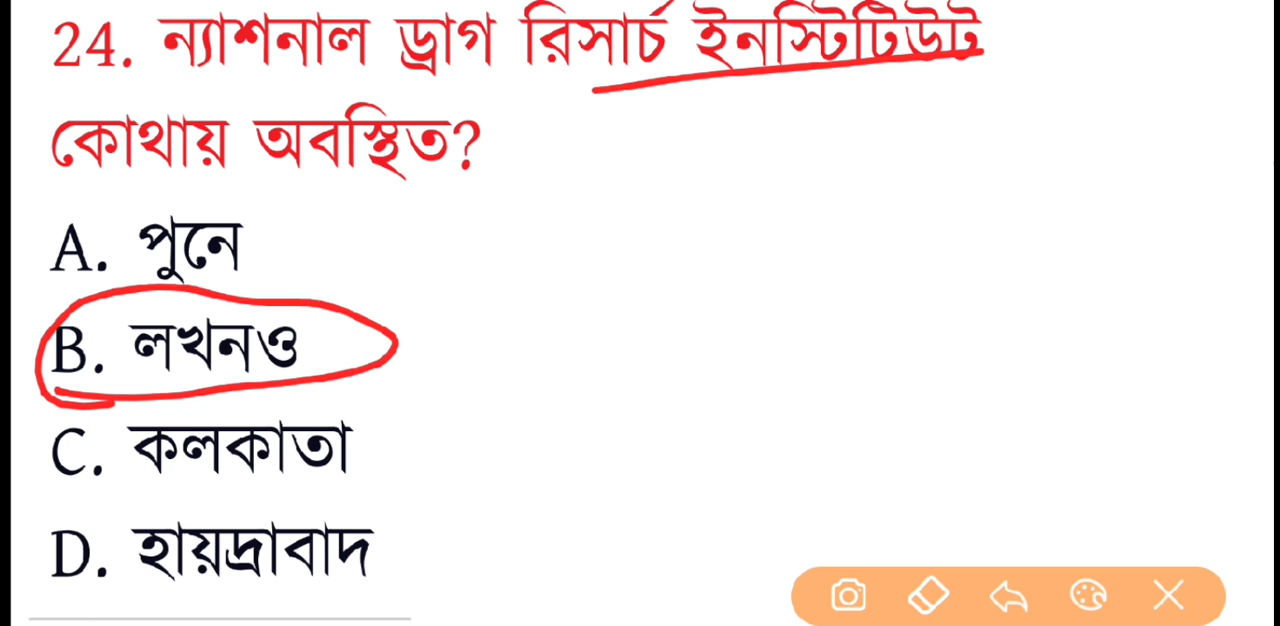 24. ন্যাশনাল ড্রাগ রিসার্চ ইনস্টিটিউট
কোথায় অবস্থিত?
A. পুনে
B. লখনও
C. কলকাতা
D. হায়দ্রাবাদ